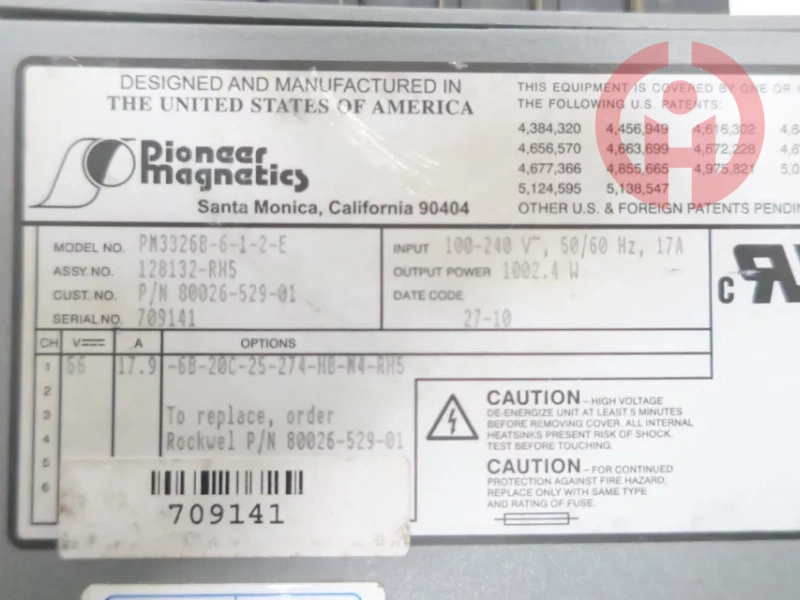 DESIGNED AND MANUFACTURED IN
THE UNITED STATES OF AMERICA
Pioneer
Magnetics
Santa Monica, California 90404
THIS EQUIPMENT IS COVERED BY ONE OR
THE FOLLOWING U.S. PATENTS:
4,384,320 4,456,949 4,616,302
4,656,570 4,663,699 4,672,228
4,677,366 4,855,665 4,975,821
5,124,595 5,138,547
OTHER U.S. & FOREIGN PATENTS PENDIN
MODEL NO. PM3326B-6-1-2-E
ASSY. NO. 128132-RH5
CUST. NO. P/N 80026-529-01
SERIAL NO. 709141
INPUT 100-240 V~, 50/60 Hz, 17A
OUTPUT POWER 1002.4 W
DATE CODE
27-10
CH V A OPTIONS
1 56 17.9 -6B-20C-25-274-H8-M4-RH5
2
3 To replace, order
4 Rockwel P/N 80026-529-01
5
6
709141
CAUTION – HIGH VOLTAGE
DE-ENERGIZE UNIT AT LEAST 5 MINUTES
BEFORE REMOVING COVER. ALL INTERNAL
HEATSINKS PRESENT RISK OF SHOCK.
TEST BEFORE TOUCHING.
CAUTION – FOR CONTINUED
PROTECTION AGAINST FIRE HAZARD,
REPLACE ONLY WITH SAME TYPE
AND RATING OF FUSE.